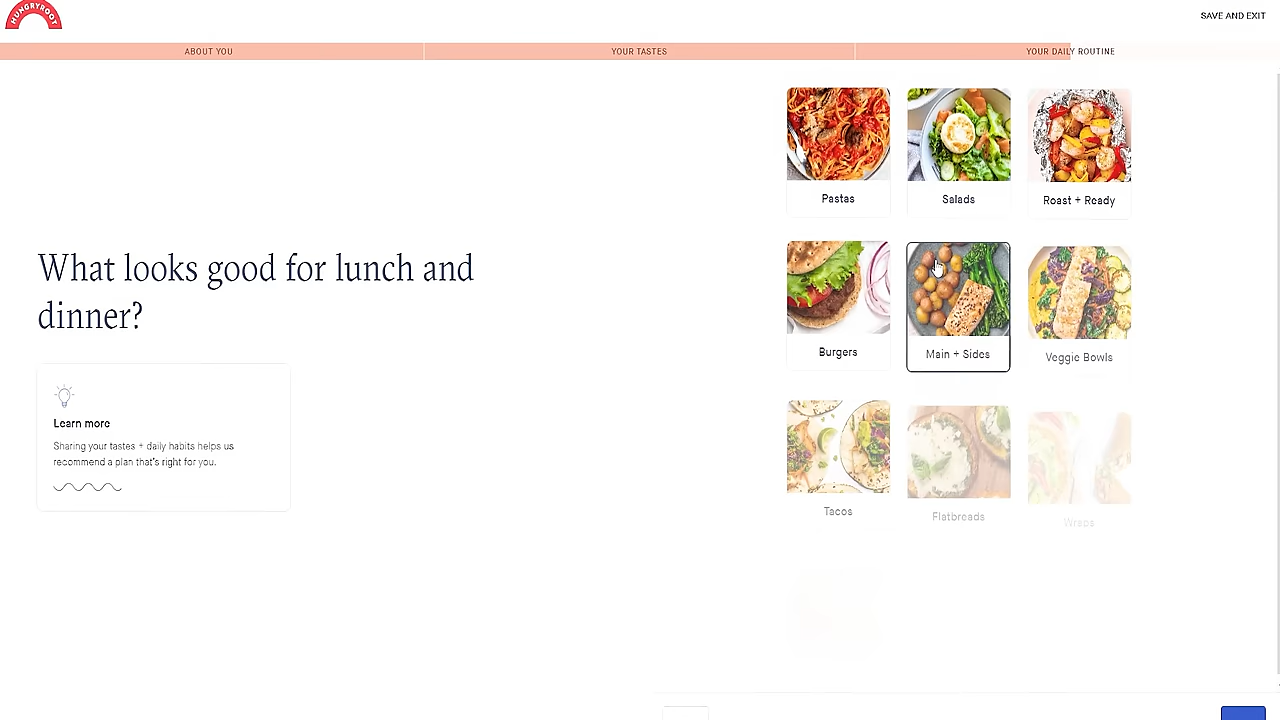 HUNGRYROOT
SAVE AND EXIT
ABOUT YOU
YOUR TASTES
YOUR DAILY ROUTINE
What looks good for lunch and
dinner?
Learn more
Sharing your tastes + daily habits helps us
recommend a plan that's right for you.
Pastas
Salads
Roast + Ready
Burgers
Main + Sides
Veggie Bowls
Tacos
Flatbreads
Wraps